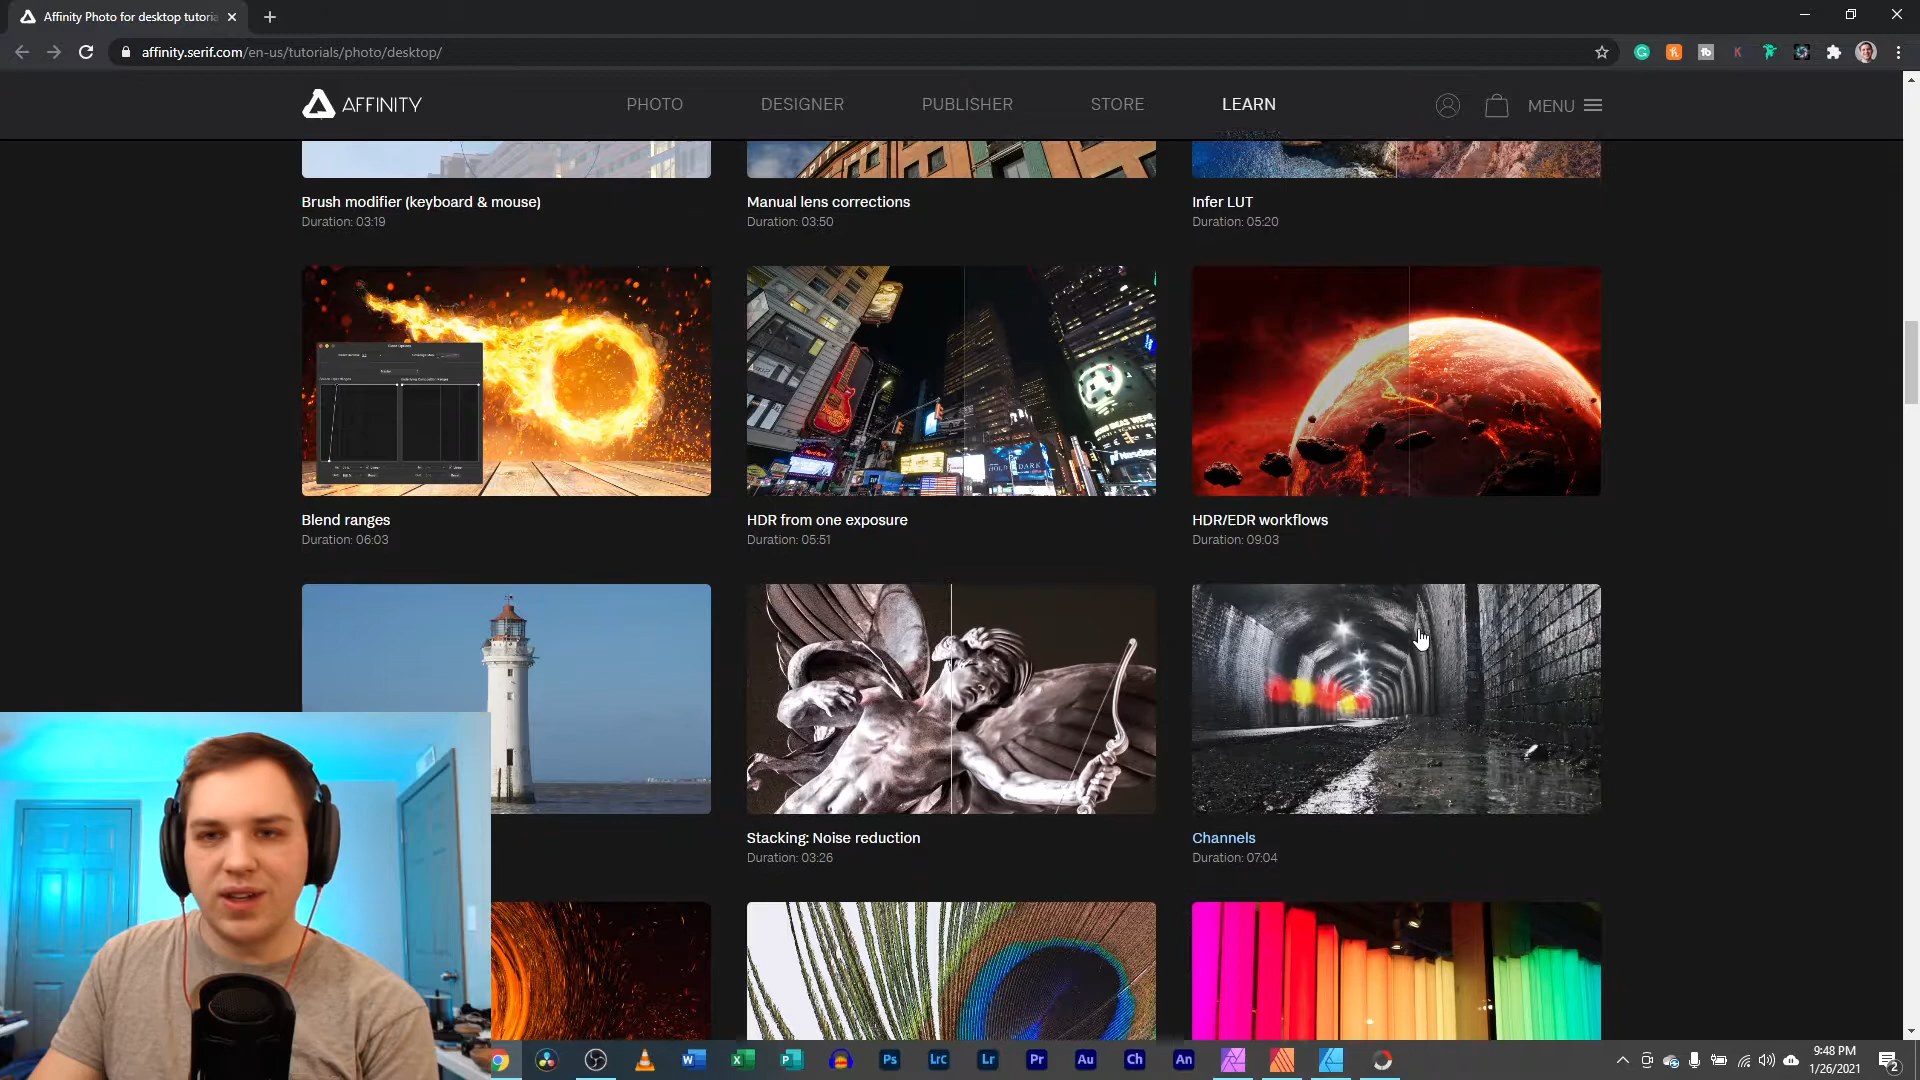 Affinity Photo for desktop tutoria
affinity.serif.com/en-us/tutorials/photo/desktop/
AFFINITY
PHOTO
DESIGNER
PUBLISHER
STORE
LEARN
MENU
Brush modifier (keyboard & mouse)
Duration: 03:19
Manual lens corrections
Duration: 03:50
Infer LUT
Duration: 05:20
Blend ranges
Duration: 06:03
HDR from one exposure
Duration: 05:51
HDR/EDR workflows
Duration: 09:03
Stacking: Noise reduction
Duration: 03:26
Channels
Duration: 07:04
Ps
LrC
Lr
Pr
Au
Ch
An
9:48 PM
1/26/2021
2